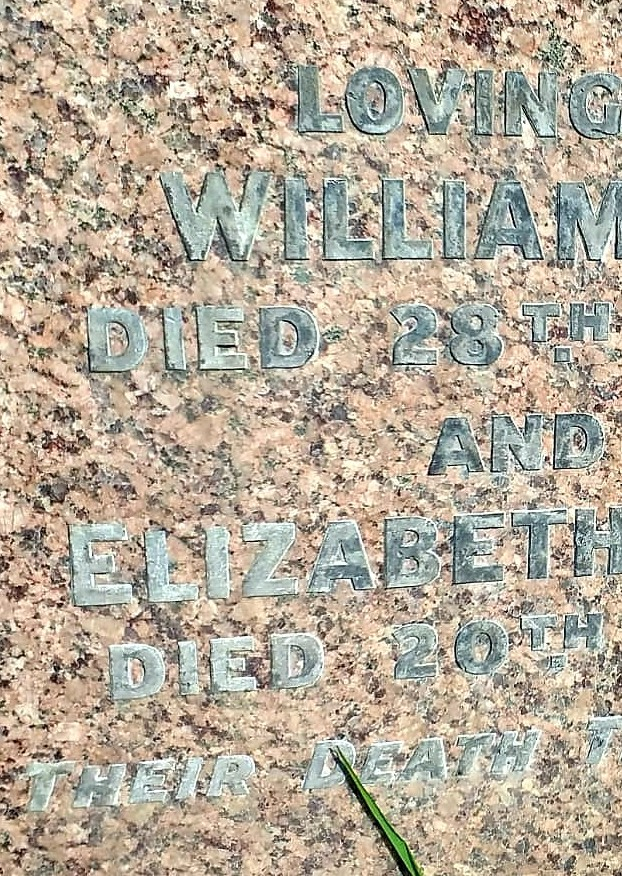 LOVING
WILLIAM
DIED 28TH
AND
ELIZABETH
DIED 20TH
THEIR DEATH T